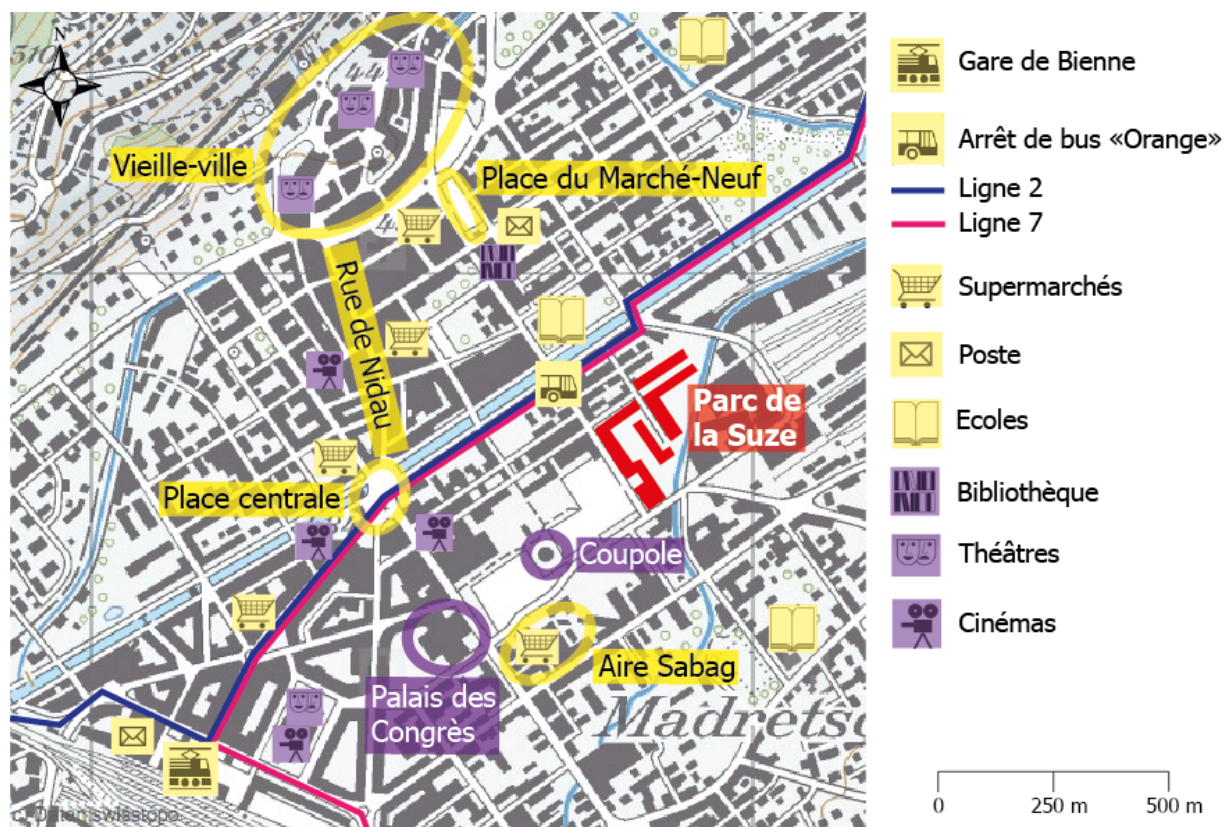 N
510
44
Vieille-ville
Place du Marché-Neuf
Rue de Nidau
Place centrale
Parc de
la Suze
Coupole
Palais des
Congrès
Aire Sabag
Madretsc
Gare de Bienne
Arrêt de bus «Orange»
Ligne 2
Ligne 7
Supermarchés
Poste
Ecoles
Bibliothèque
Théâtres
Cinémas
0 250 m 500 m